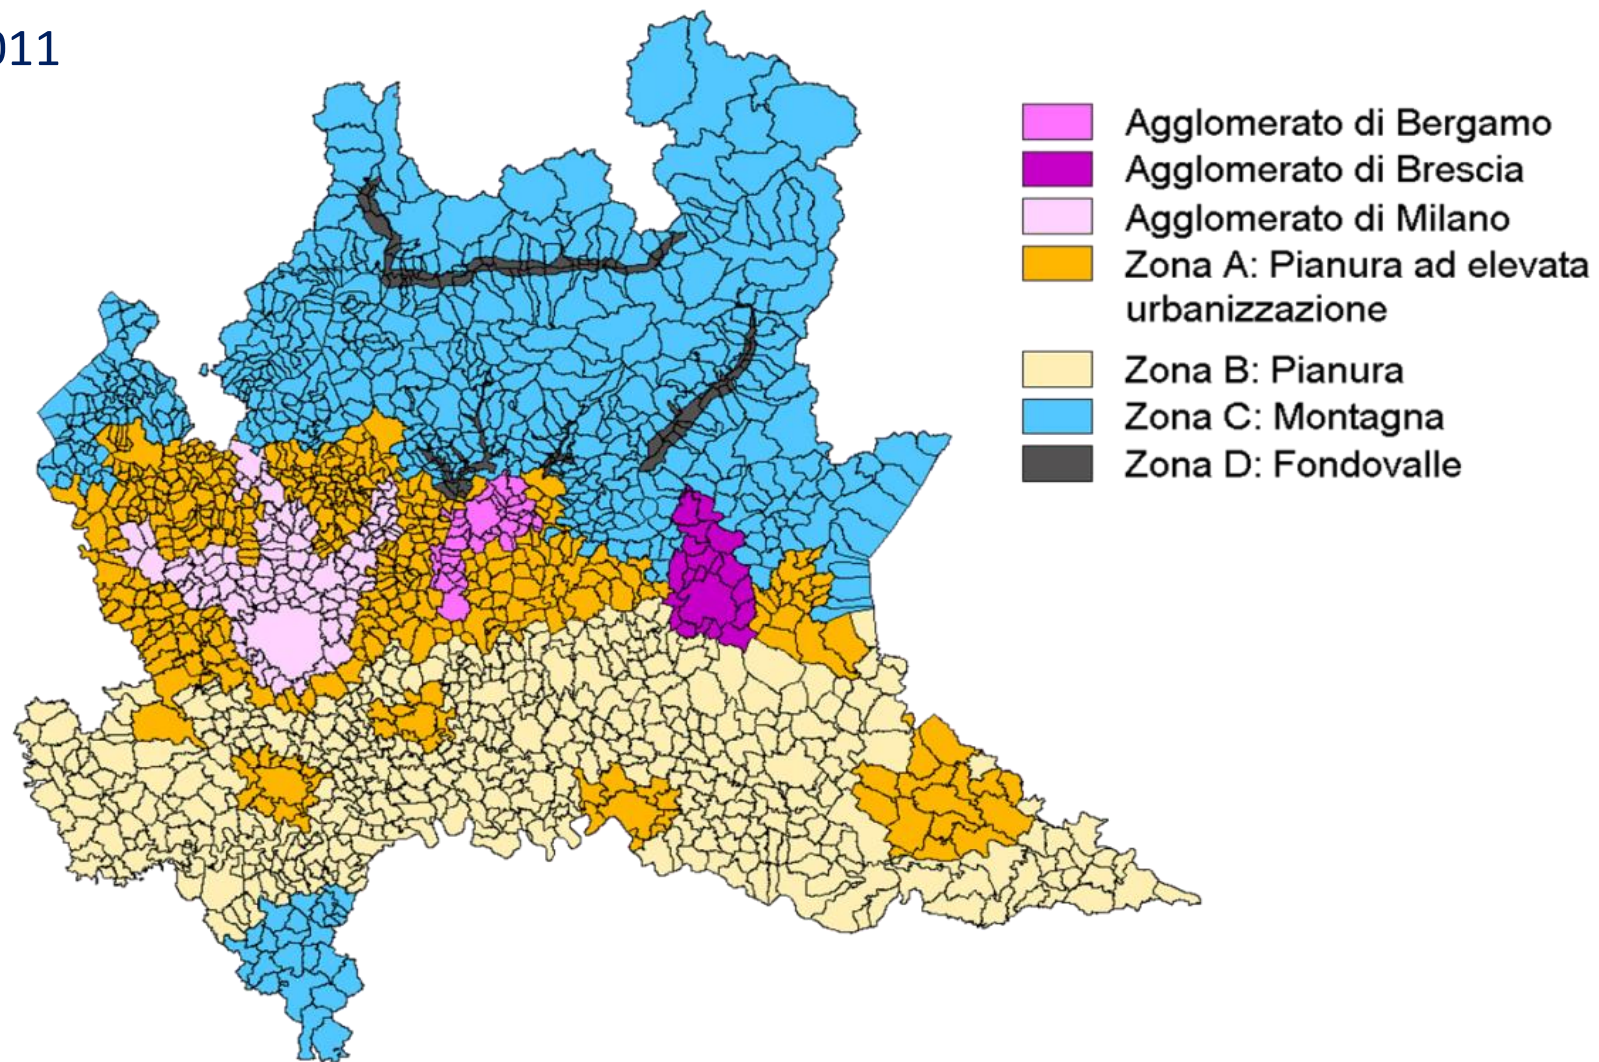 011
Agglomerato di Bergamo
Agglomerato di Brescia
Agglomerato di Milano
Zona A: Pianura ad elevata
urbanizzazione
Zona B: Pianura
Zona C: Montagna
Zona D: Fondovalle